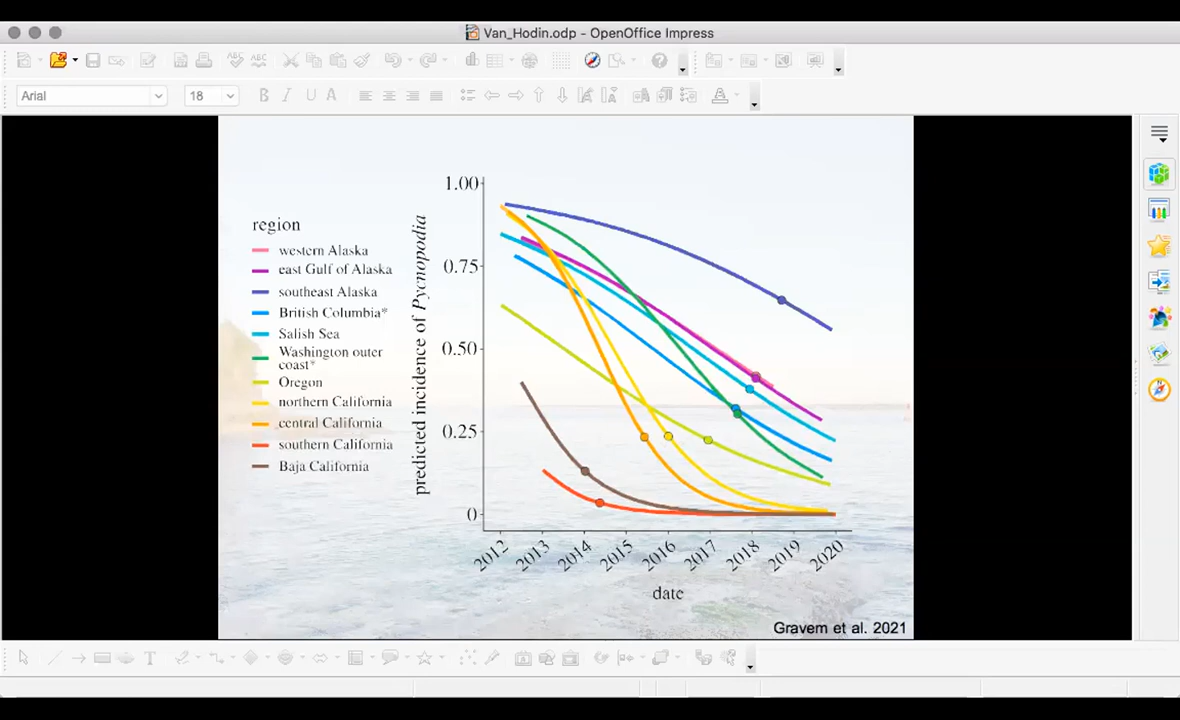 Van_Hodin.odp - OpenOffice Impress
Arial
18
region
western Alaska
east Gulf of Alaska
southeast Alaska
British Columbia*
Salish Sea
Washington outer
coast*
Oregon
northern California
central California
southern California
Baja California
predicted incidence of Pycnopodia
1.00
0.75
0.50
0.25
0
2012
2013
2014
2015
2016
2017
2018
2019
2020
date
Gravem et al. 2021